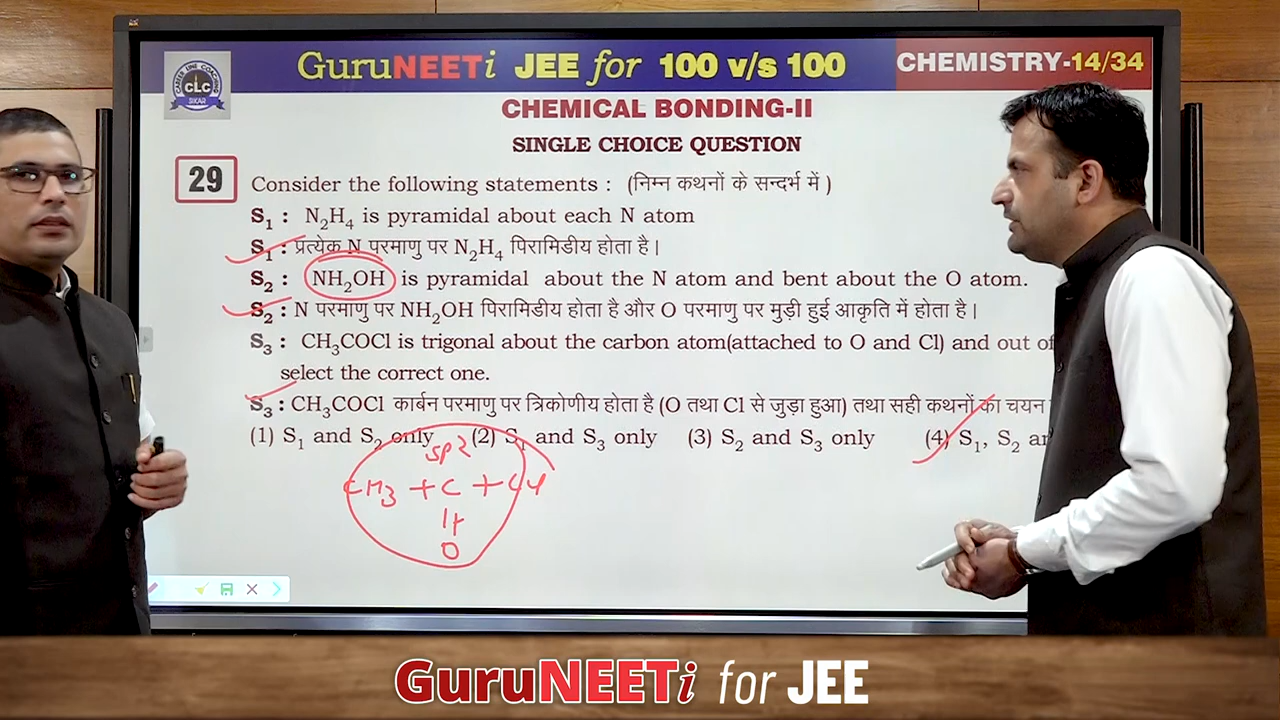 GuruNEETi JEE for 100 v/s 100
CHEMISTRY-14/34
CAREER LINE COACHING
CLC
SIKAR
CHEMICAL BONDING-II
SINGLE CHOICE QUESTION
29 Consider the following statements : (निम्न कथनों के सन्दर्भ में )
S₁ : N₂H₄ is pyramidal about each N atom
S₁ : प्रत्येक N परमाणु पर N₂H₄ पिरामिडीय होता है।
S₂ : NH₂OH is pyramidal about the N atom and bent about the O atom.
S₂ : N परमाणु पर NH₂OH पिरामिडीय होता है और O परमाणु पर मुड़ी हुई आकृति में होता है।
S₃ : CH₃COCl is trigonal about the carbon atom(attached to O and Cl) and out of
select the correct one.
S₃ : CH₃COCl कार्बन परमाणु पर त्रिकोणीय होता है (O तथा Cl से जुड़ा हुआ) तथा सही कथनों का चयन
(1) S₁ and S₂ only (2) S₁ and S₃ only (3) S₂ and S₃ only (4) S₁, S₂
sp2
CH3 + C +
O
GuruNEETi for JEE